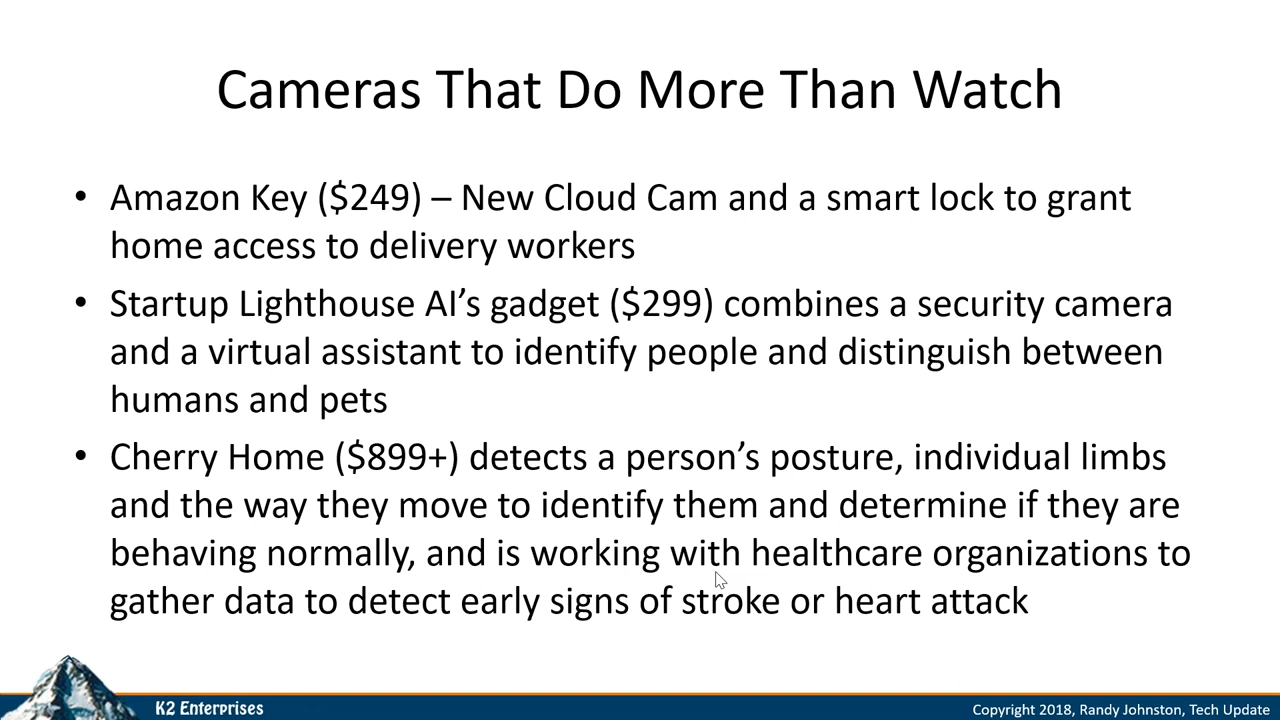 Cameras That Do More Than Watch
• Amazon Key ($249) – New Cloud Cam and a smart lock to grant
home access to delivery workers
• Startup Lighthouse AI’s gadget ($299) combines a security camera
and a virtual assistant to identify people and distinguish between
humans and pets
• Cherry Home ($899+) detects a person’s posture, individual limbs
and the way they move to identify them and determine if they are
behaving normally, and is working with healthcare organizations to
gather data to detect early signs of stroke or heart attack
K2 Enterprises
Copyright 2018, Randy Johnston, Tech Update